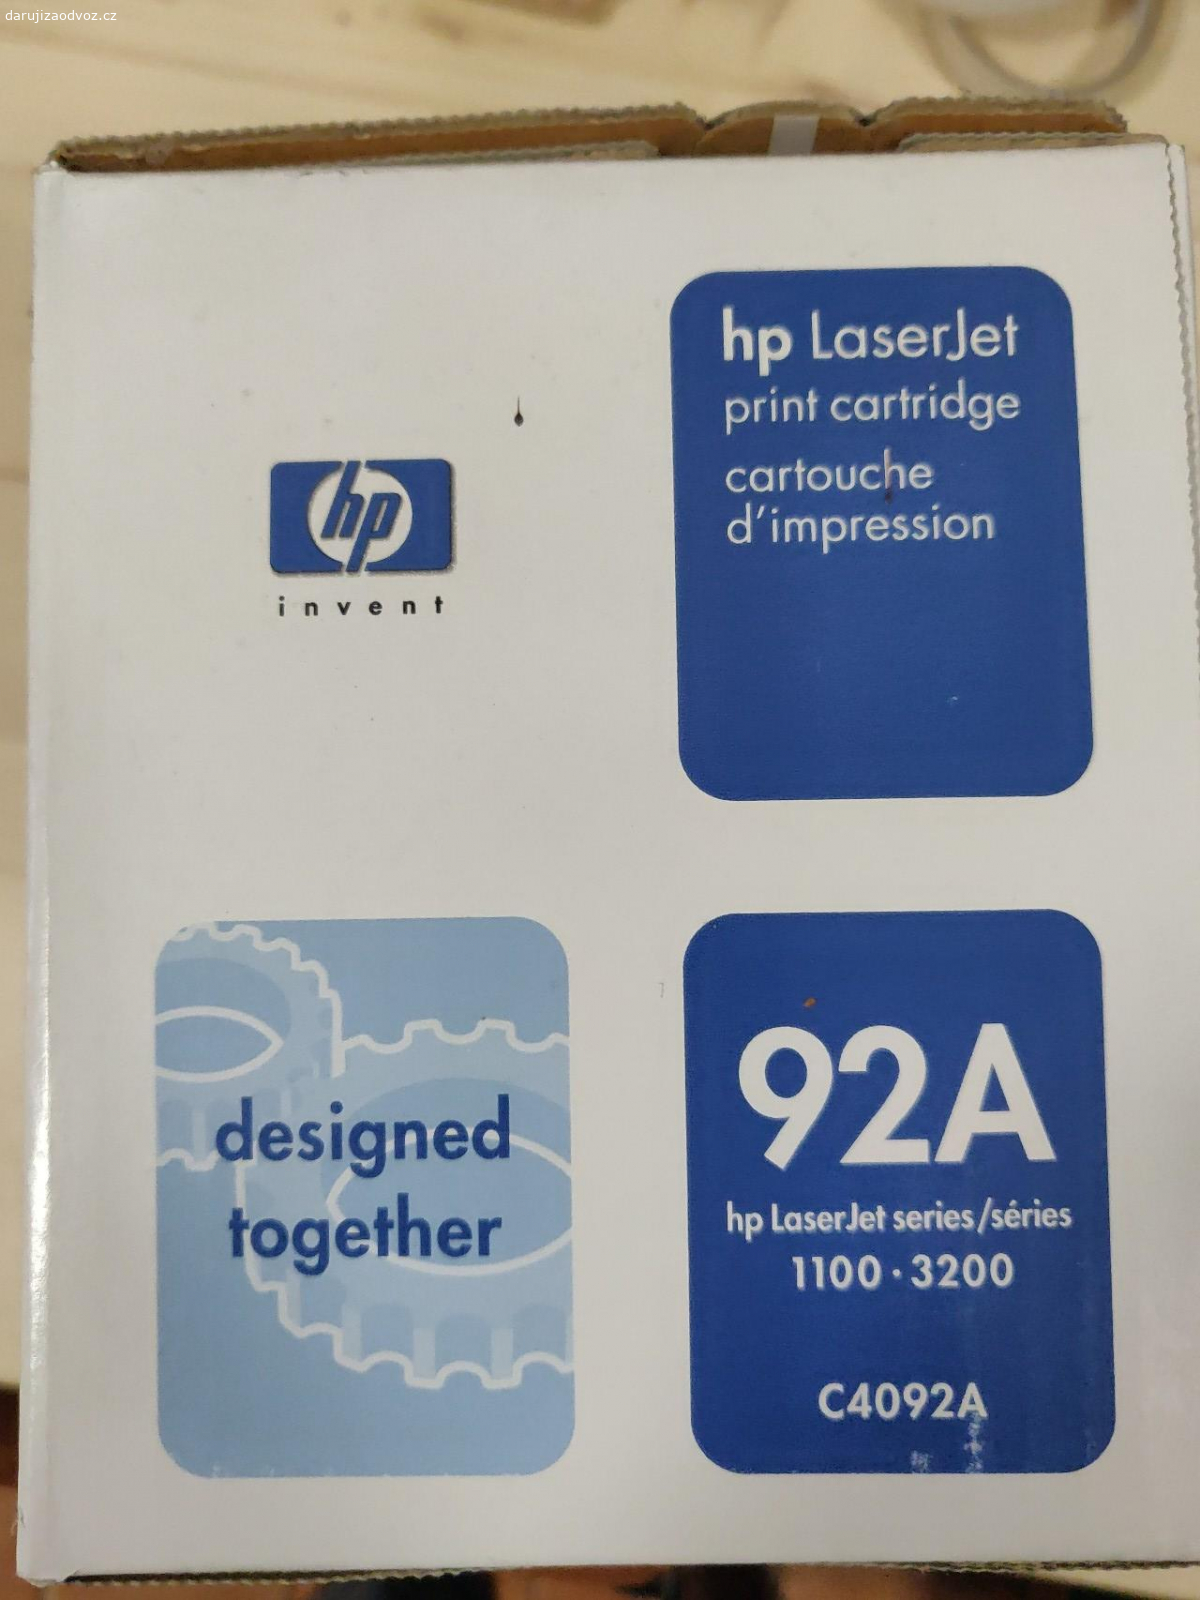 darujizaodvoz.cz
hp LaserJet
print cartridge
cartouche
d'impression
hp
invent
designed
together
92A
hp LaserJet series/séries
1100 · 3200
C4092A